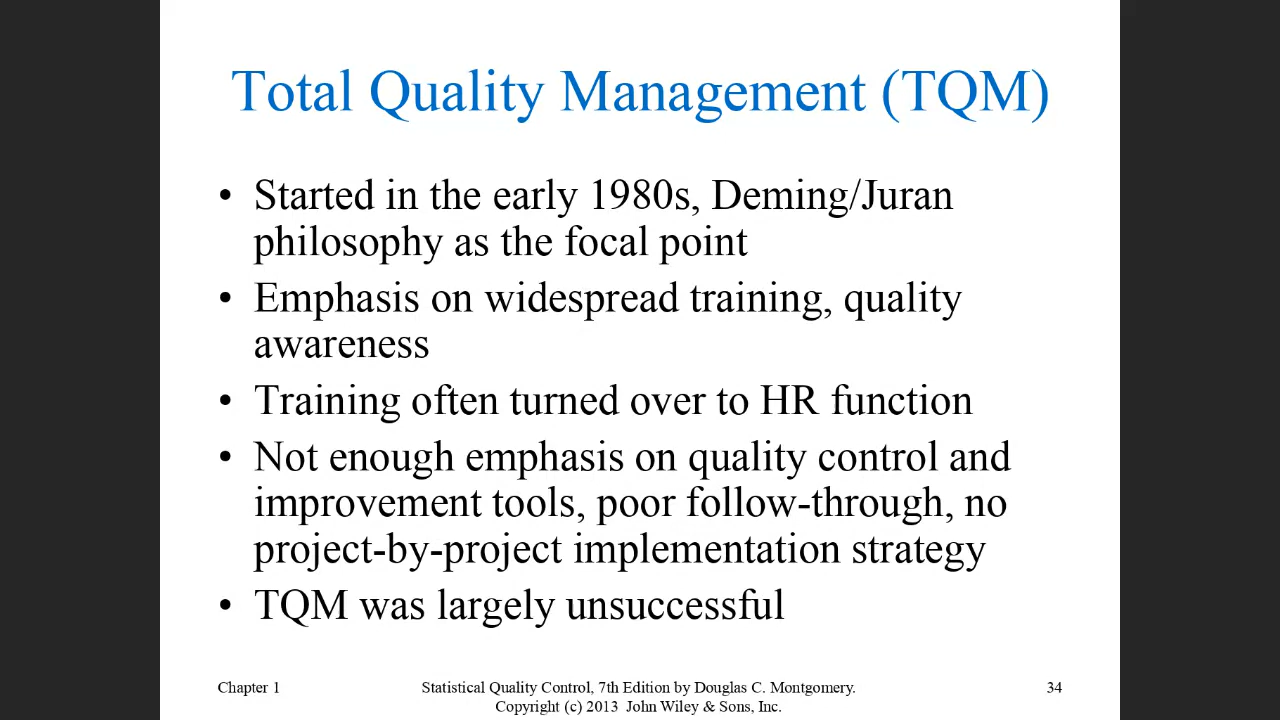 Total Quality Management (TQM)
• Started in the early 1980s, Deming/Juran
philosophy as the focal point
• Emphasis on widespread training, quality
awareness
• Training often turned over to HR function
• Not enough emphasis on quality control and
improvement tools, poor follow-through, no
project-by-project implementation strategy
• TQM was largely unsuccessful
Chapter 1
Statistical Quality Control, 7th Edition by Douglas C. Montgomery.
Copyright (c) 2013 John Wiley & Sons, Inc.
34